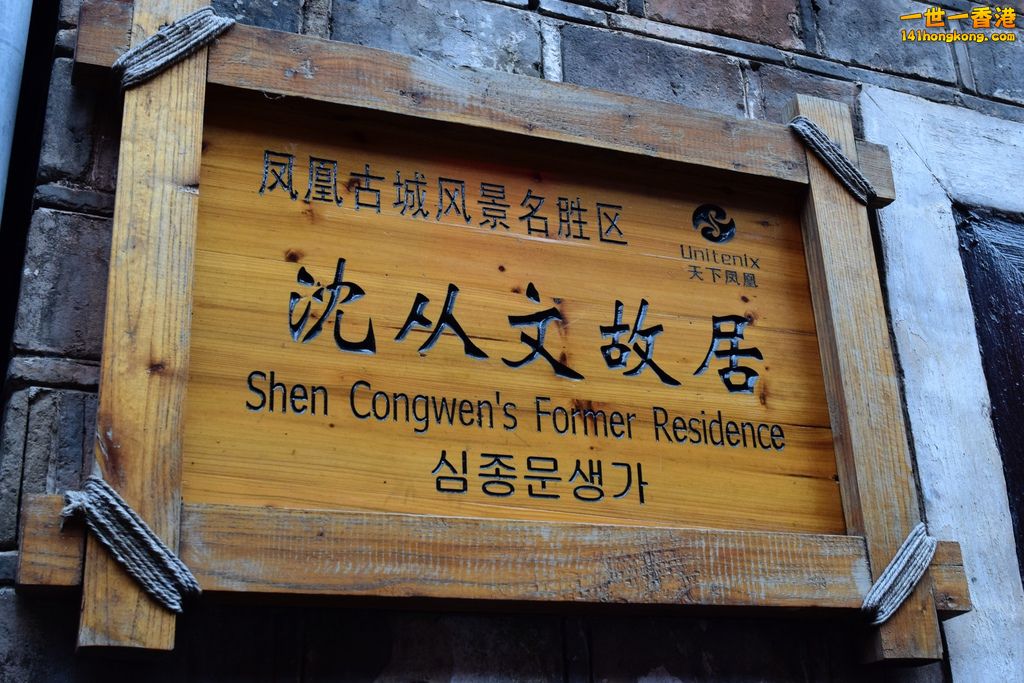 一世一香港
141hongkong.com
凤凰古城风景名胜区
Unitenix
天下凤凰
沈从文故居
Shen Congwen's Former Residence
심종문생가